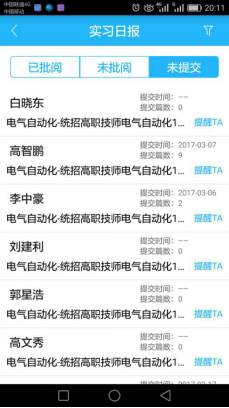 中国联通4G
中国移动
20:11
实习日报
已批阅 未批阅 未提交
白晓东 提交时间：——
提交篇数：0
电气自动化-统招高职技师电气自动化1... 提醒TA
高智鹏 提交时间：2017-03-07
提交篇数：9
电气自动化-统招高职技师电气自动化1... 提醒TA
李中豪 提交时间：2017-03-06
提交篇数：2
电气自动化-统招高职技师电气自动化1... 提醒TA
刘建利 提交时间：——
提交篇数：0
电气自动化-统招高职技师电气自动化1... 提醒TA
郭星浩 提交时间：——
提交篇数：0
电气自动化-统招高职技师电气自动化1... 提醒TA
高文秀 提交时间：——
提交篇数：0
电气自动化-统招高职技师电气自动化1... 提醒TA